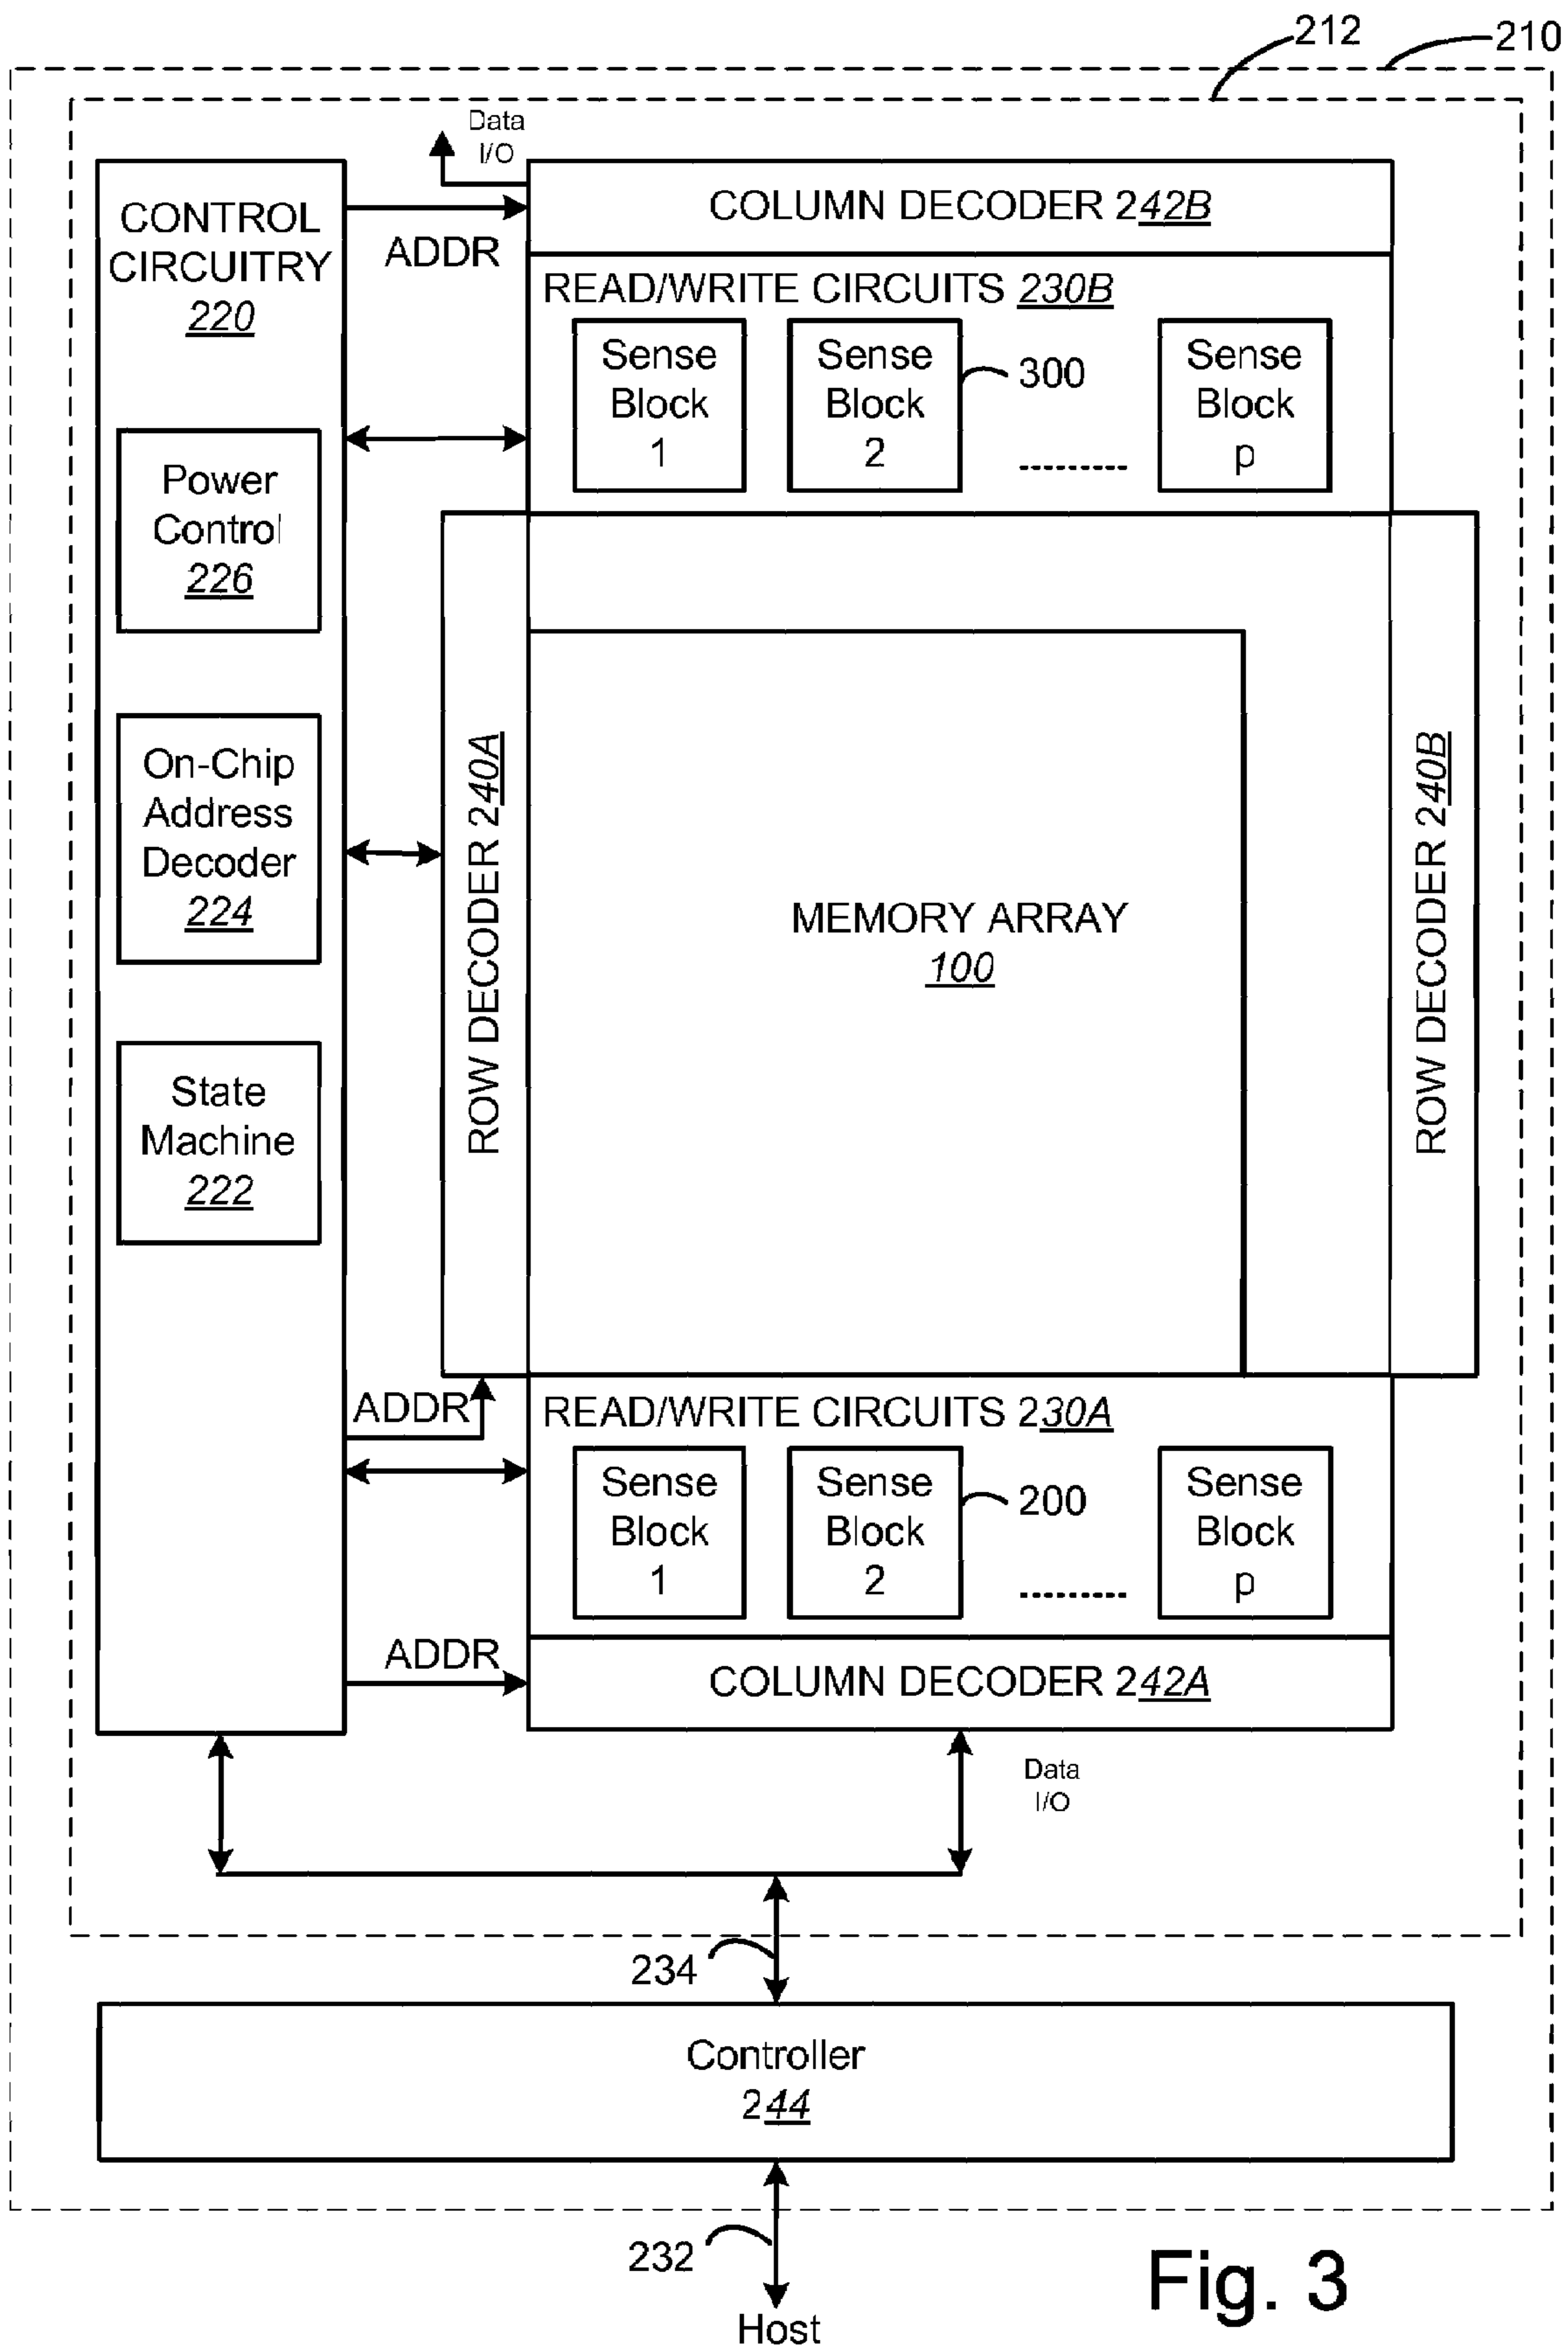 212
210
Data
I/O
CONTROL
CIRCUITRY
220
ADDR
COLUMN DECODER 242B
READ/WRITE CIRCUITS 230B
Sense
Block
1
Sense
Block
2
300
..........
Sense
Block
p
Power
Control
226
On-Chip
Address
Decoder
224
State
Machine
222
ROW DECODER 240A
MEMORY ARRAY
100
ROW DECODER 240B
ADDR
READ/WRITE CIRCUITS 230A
Sense
Block
1
Sense
Block
2
200
..........
Sense
Block
p
ADDR
COLUMN DECODER 242A
Data
I/O
234
Controller
244
232
Host
Fig. 3